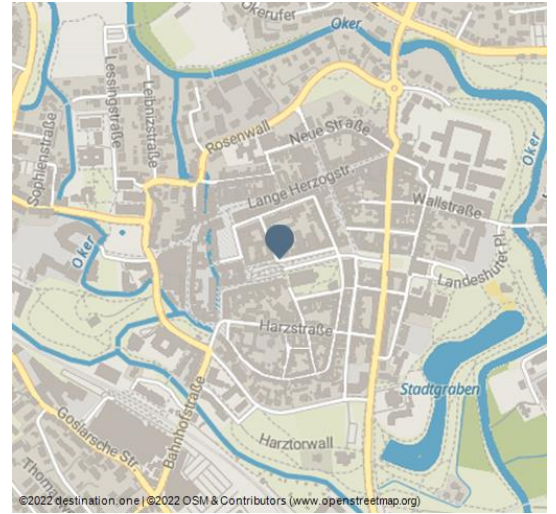 Okerufer
Oker
Lessingstraße
Leibnizstraße
Sophienstraße
Rosenwall
Neue Straße
Oker
Lange Herzogstr.
Wallstraße
Oker
Landeshuter Pl.
Harzstraße
Stadtgraben
Bahnhofstraße
Goslarsche Str.
Harztorwall
©2022 destination.one | ©2022 OSM & Contributors (www.openstreetmap.org)